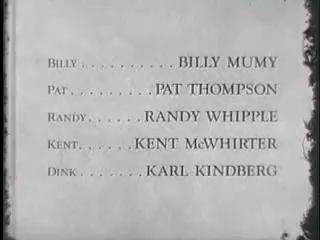 BILLY . . . . . . . . . . BILLY MUMY
PAT . . . . . . . . . PAT THOMPSON
RANDY . . . . . . RANDY WHIPPLE
KENT . . . . . . KENT MCWHIRTER
DINK . . . . . . . KARL KINDBERG